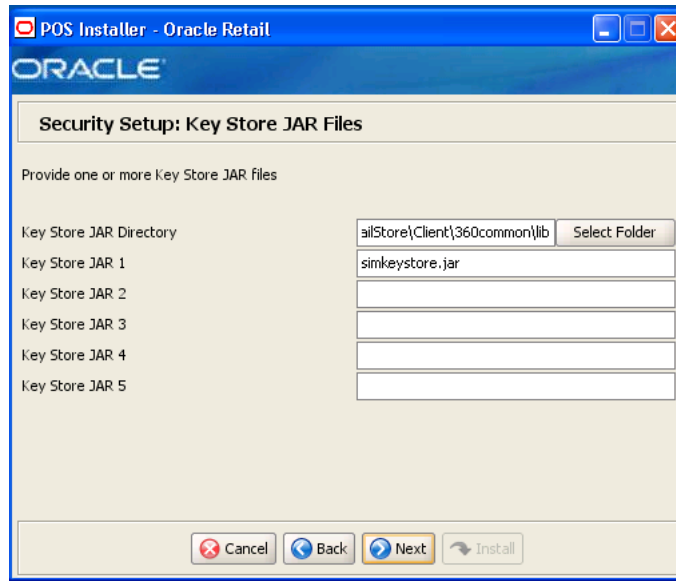 POS Installer - Oracle Retail
ORACLE
Security Setup: Key Store JAR Files
Provide one or more Key Store JAR files
Key Store JAR Directory ailStore\Client\360common\lib Select Folder
Key Store JAR 1 simkeystore.jar
Key Store JAR 2
Key Store JAR 3
Key Store JAR 4
Key Store JAR 5
Cancel Back Next Install